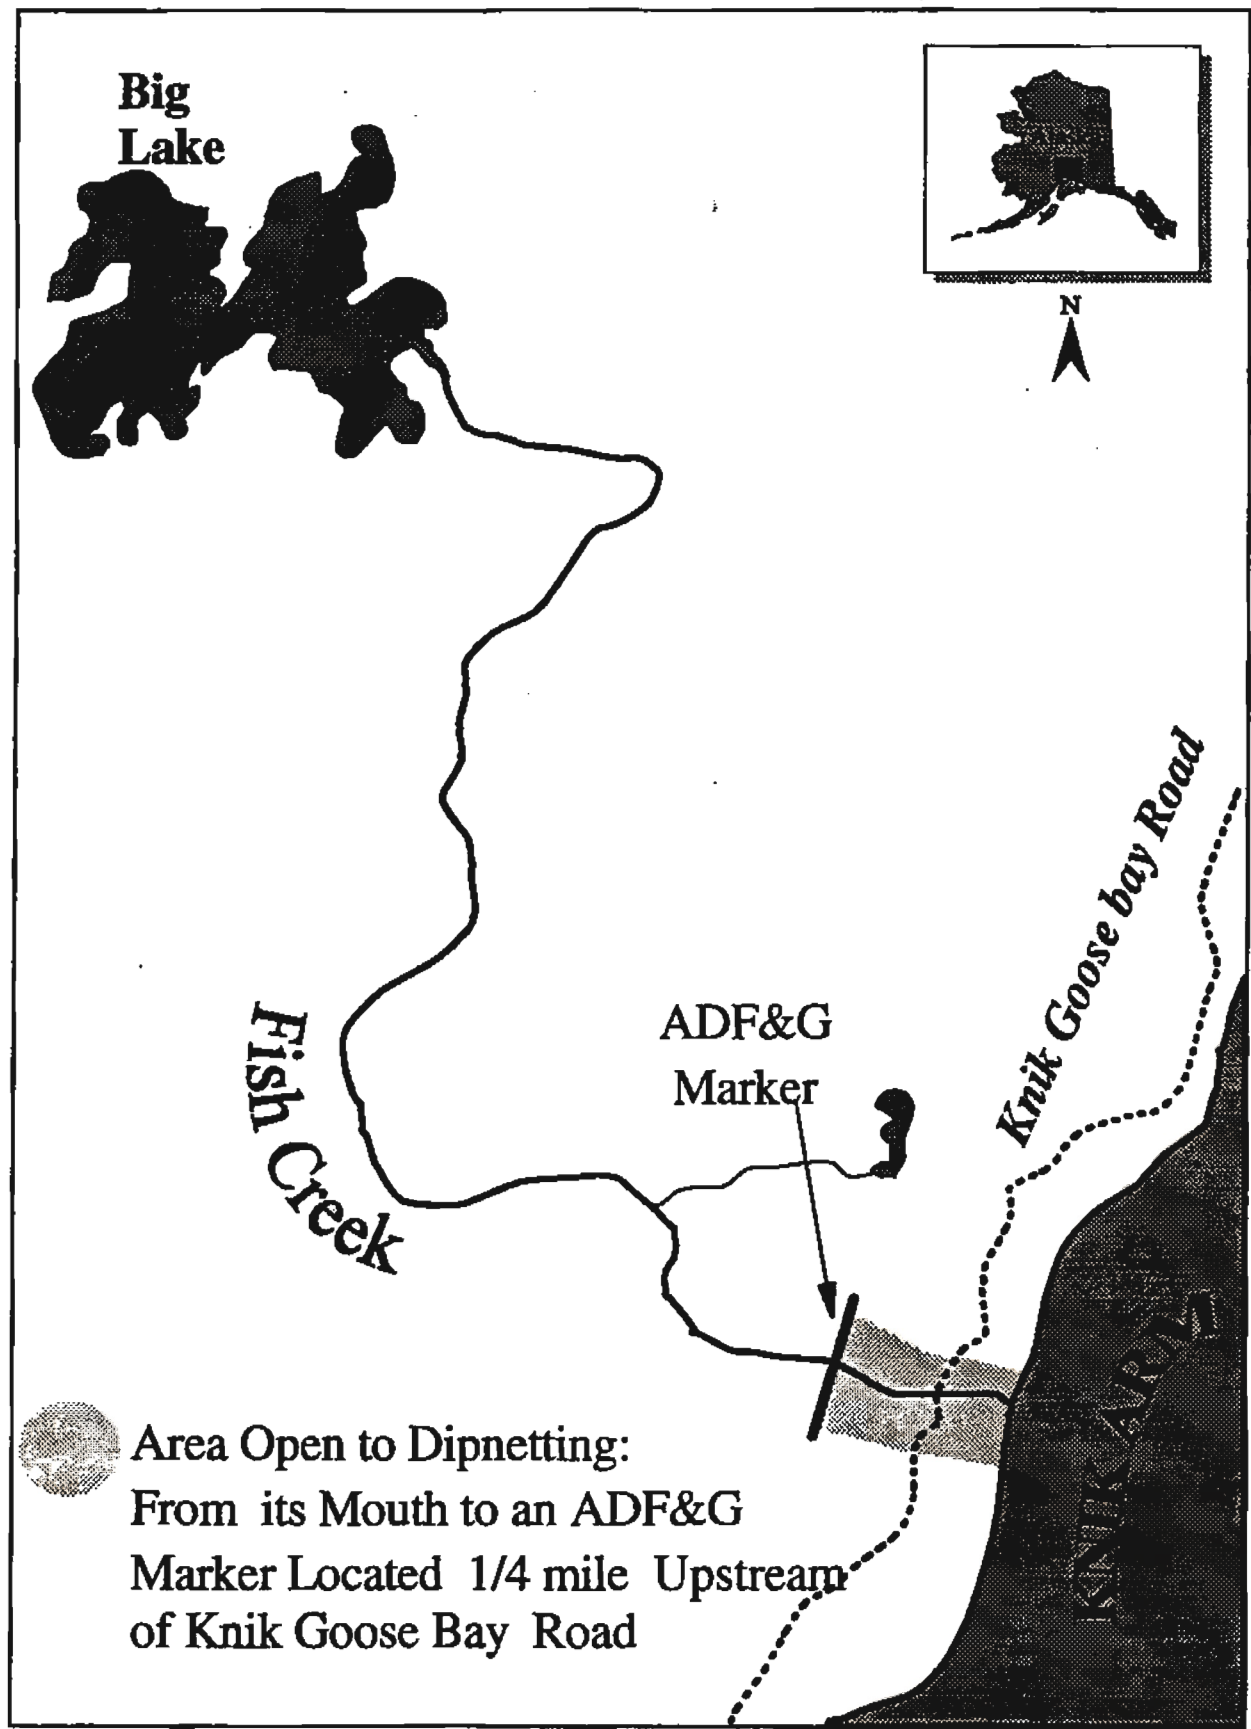 Big
Lake
N
Knik Goose bay Road
ADF&G
Marker
Fish Creek
KNIK ARM
Area Open to Dipnetting:
From its Mouth to an ADF&G
Marker Located 1/4 mile Upstream
of Knik Goose Bay Road